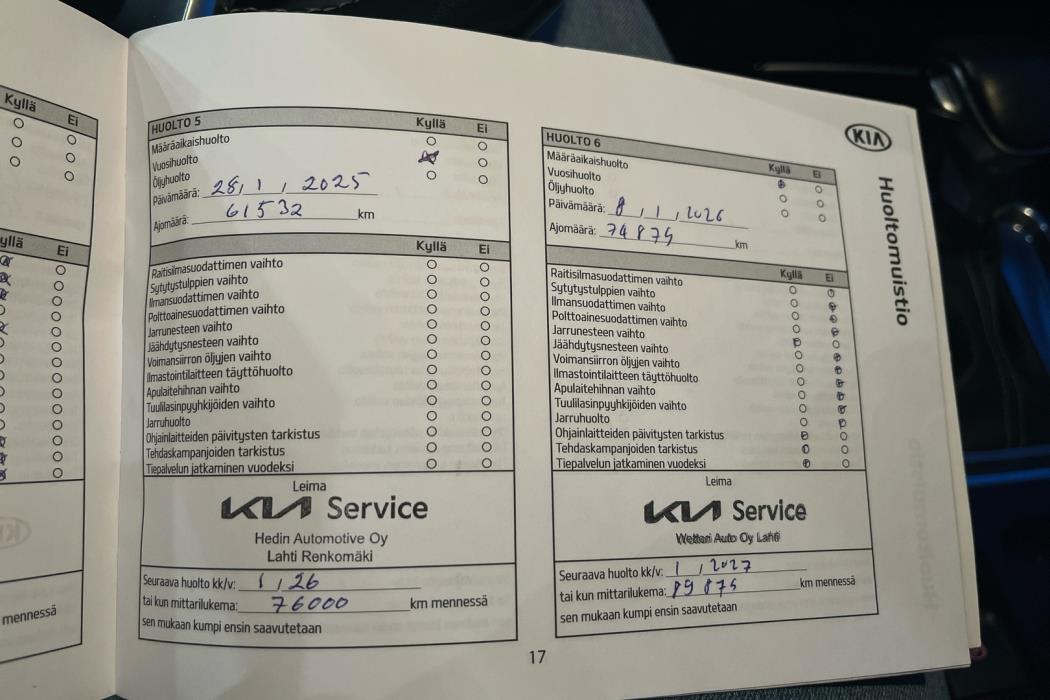 Kyllä Ei
yllä Ei
mennessä
HUOLTO 5 Kyllä Ei
Määräaikaishuolto
Vuosihuolto
Öljyhuolto
Päivämäärä: 28, 1, 2025
Ajomäärä: 61532 km
Kyllä Ei
Raitisilmasuodattimen vaihto
Sytytystulppien vaihto
Ilmansuodattimen vaihto
Polttoainesuodattimen vaihto
Jarrunesteen vaihto
Jäähdytysnesteen vaihto
Voimansiirron öljyjen vaihto
Ilmastointilaitteen täyttöhuolto
Apulaitehihnan vaihto
Tuulilasinpyyhkijöiden vaihto
Jarruhuolto
Ohjainlaitteiden päivitysten tarkistus
Tehdaskampanjoiden tarkistus
Tiepalvelun jatkaminen vuodeksi
Leima
KIA Service
Hedin Automotive Oy
Lahti Renkomäki
Seuraava huolto kk/v: 1, 26
tai kun mittarilukema: 76000 km mennessä
sen mukaan kumpi ensin saavutetaan
HUOLTO 6 Kyllä Ei
Määräaikaishuolto
Vuosihuolto
Öljyhuolto
Päivämäärä: 8, 1, 2026
Ajomäärä: 74875 km
Kyllä Ei
Raitisilmasuodattimen vaihto
Sytytystulppien vaihto
Ilmansuodattimen vaihto
Polttoainesuodattimen vaihto
Jarrunesteen vaihto
Jäähdytysnesteen vaihto
Voimansiirron öljyjen vaihto
Ilmastointilaitteen täyttöhuolto
Apulaitehihnan vaihto
Tuulilasinpyyhkijöiden vaihto
Jarruhuolto
Ohjainlaitteiden päivitysten tarkistus
Tehdaskampanjoiden tarkistus
Tiepalvelun jatkaminen vuodeksi
Leima
KIA Service
Wetteri Auto Oy Lahti
Seuraava huolto kk/v: 1, 2027
tai kun mittarilukema: 89875 km mennessä
sen mukaan kumpi ensin saavutetaan
KIA
Huoltomuistio
17